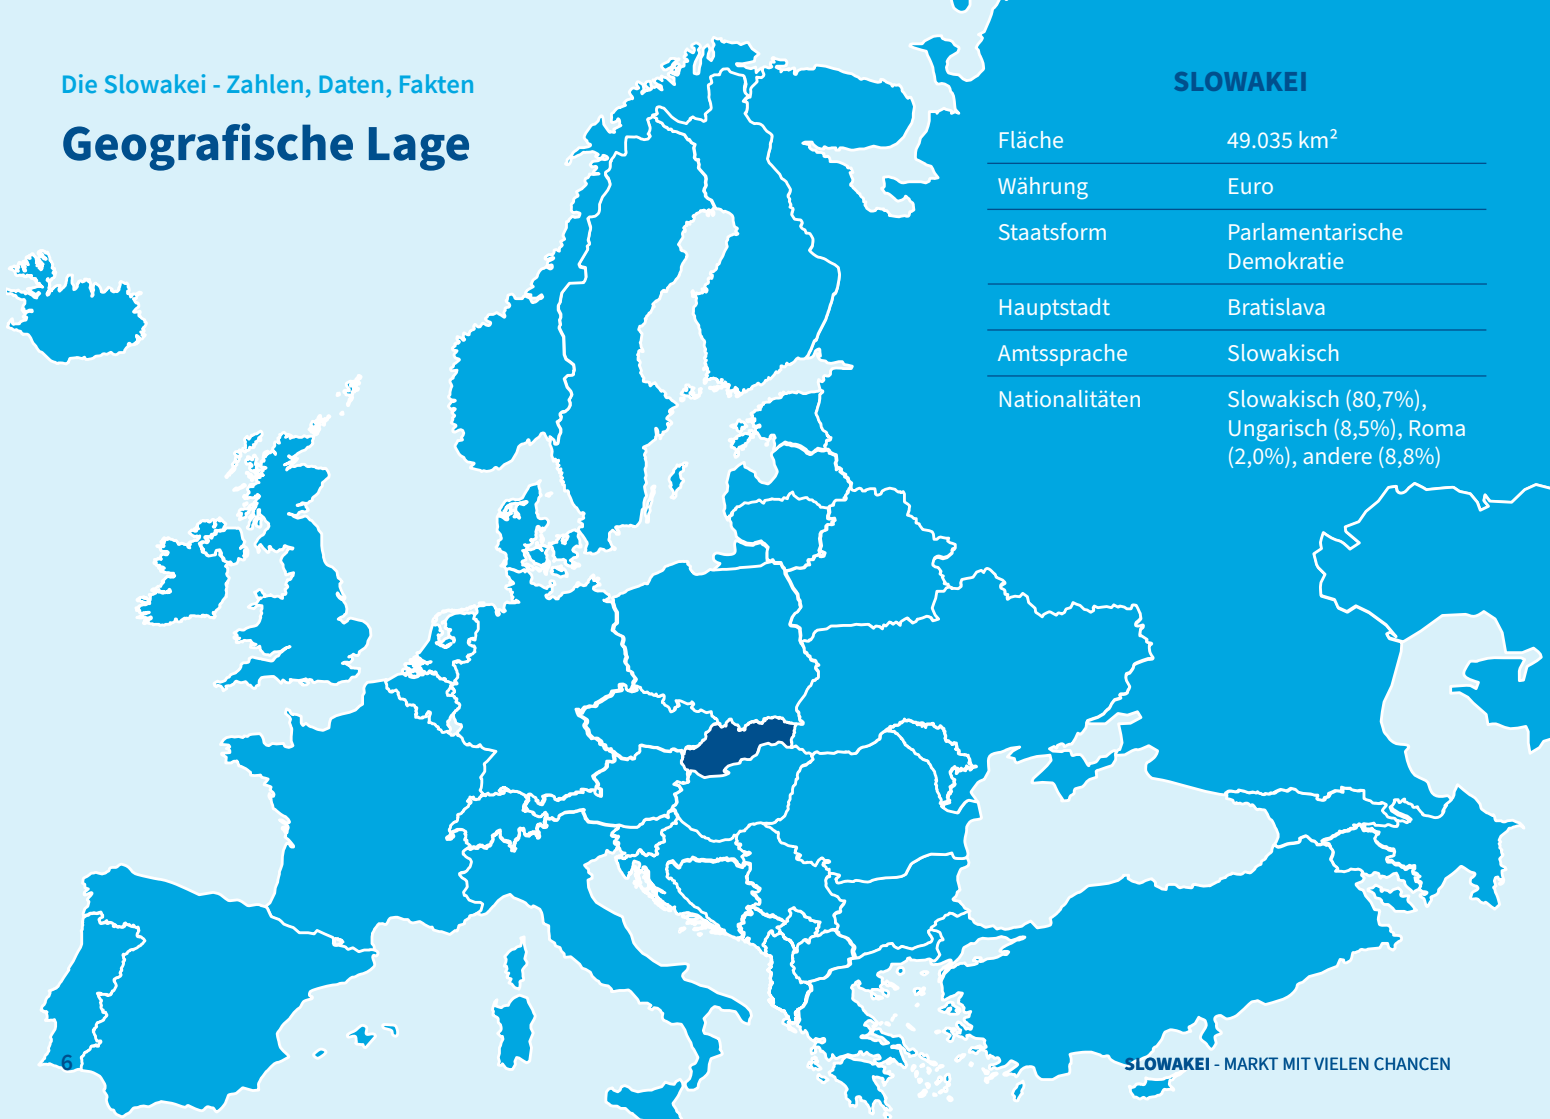 Die Slowakei - Zahlen, Daten, Fakten
Geografische Lage
SLOWAKEI
Fläche 49.035 km²
Währung Euro
Staatsform Parlamentarische
Demokratie
Hauptstadt Bratislava
Amtssprache Slowakisch
Nationalitäten Slowakisch (80,7%),
Ungarisch (8,5%), Roma
(2,0%), andere (8,8%)
6
SLOWAKEI - MARKT MIT VIELEN CHANCEN